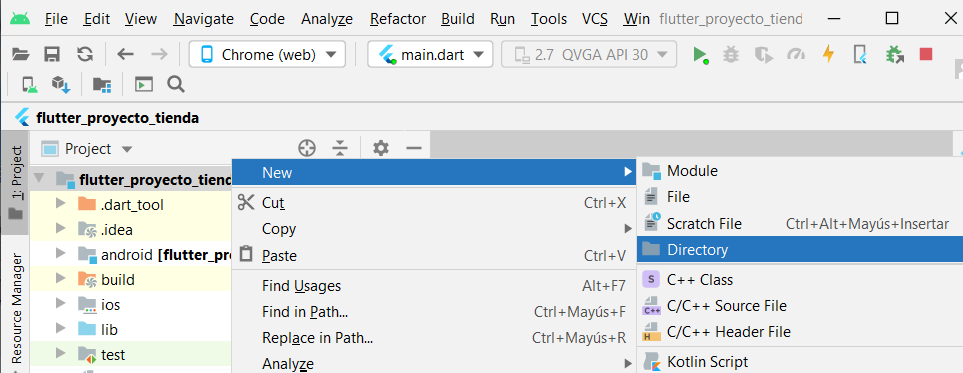 File Edit View Navigate Code Analyze Refactor Build Run Tools VCS Win flutter_proyecto_tienda
Chrome (web) main.dart 2.7 QVGA API 30
flutter_proyecto_tienda
1: Project
Resource Manager
Project
flutter_proyecto_tiend
.dart_tool
.idea
android [flutter_pr
build
ios
lib
test
New
Cut Ctrl+X
Copy
Paste Ctrl+V
Find Usages Alt+F7
Find in Path... Ctrl+Mayús+F
Replace in Path... Ctrl+Mayús+R
Analyze
Module
File
Scratch File Ctrl+Alt+Mayús+Insertar
Directory
C++ Class
C/C++ Source File
C/C++ Header File
Kotlin Script